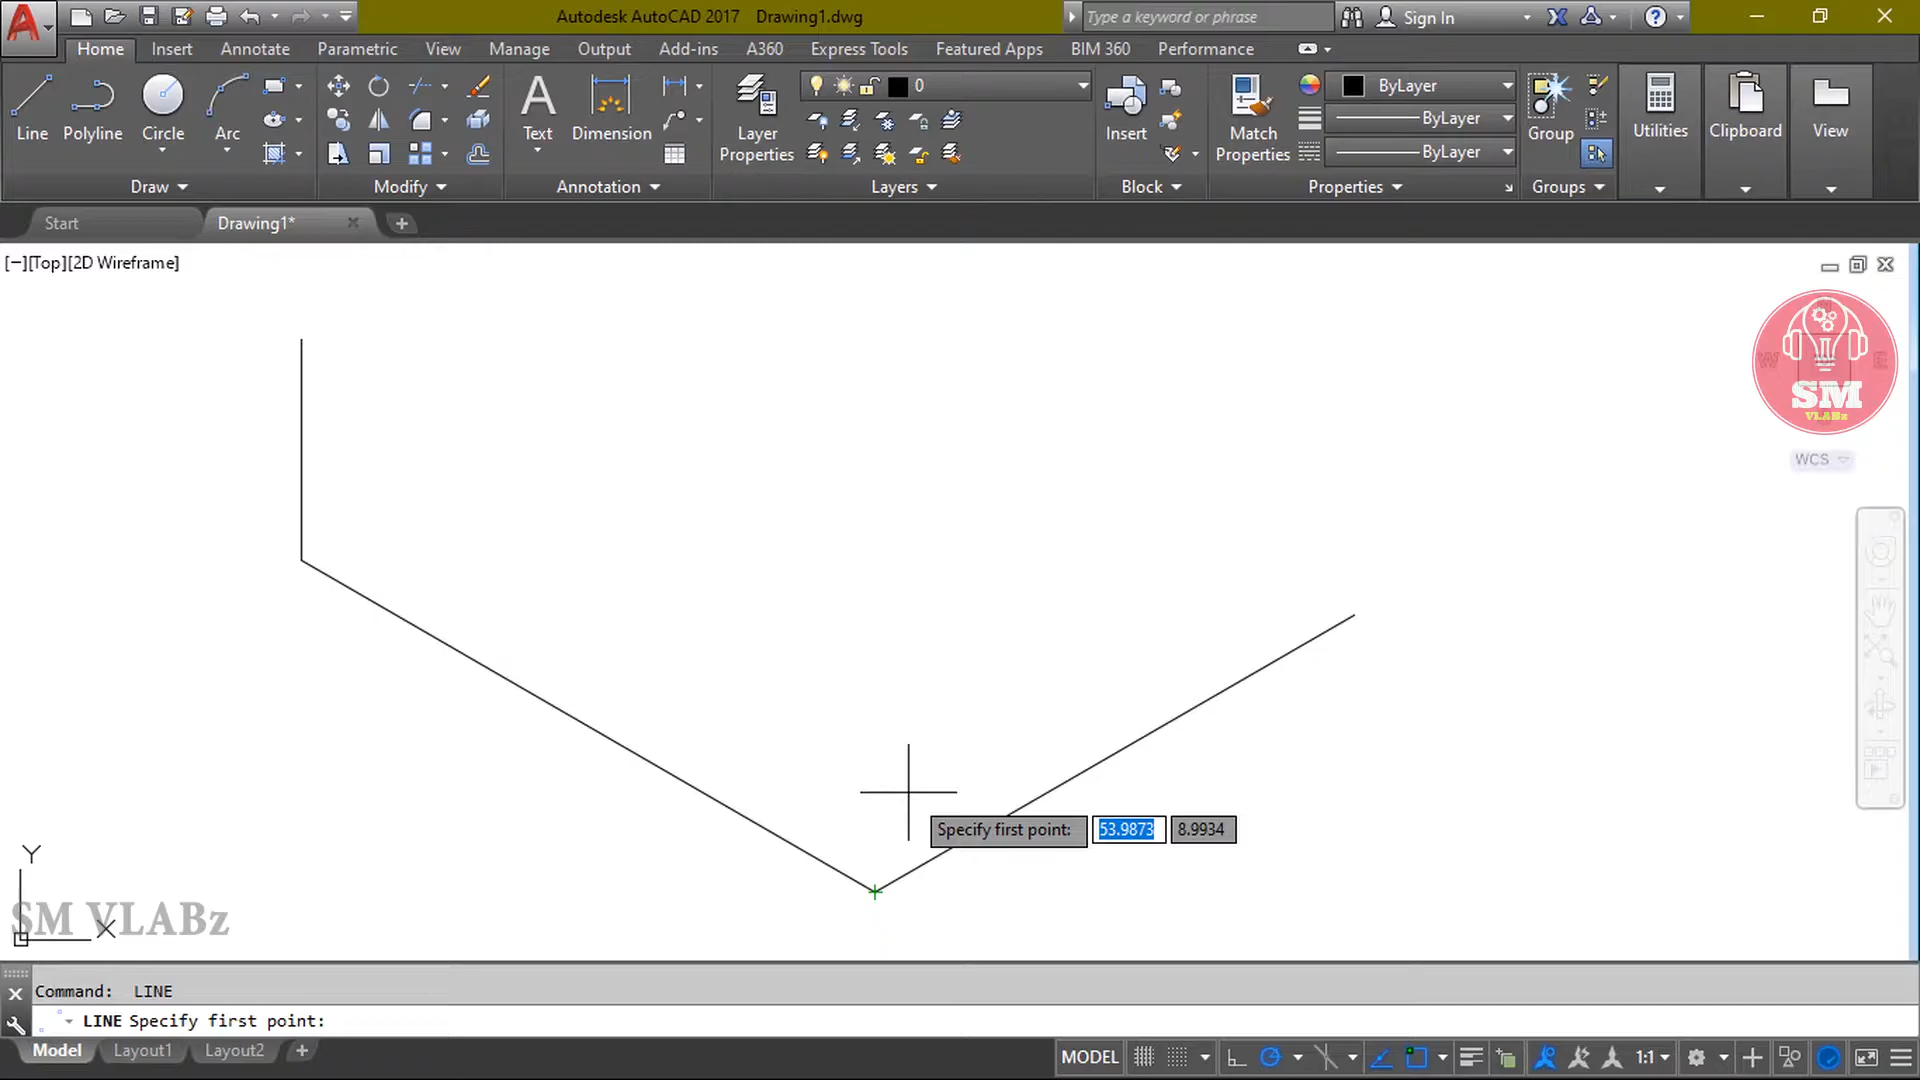 Autodesk AutoCAD 2017 Drawing1.dwg
Type a keyword or phrase
Sign In
Home Insert Annotate Parametric View Manage Output Add-ins A360 Express Tools Featured Apps BIM 360 Performance
Line Polyline Circle Arc
Text Dimension
Layer Properties
0
Insert
Match Properties
ByLayer
ByLayer
ByLayer
Group
Utilities
Clipboard
View
Draw Modify Annotation Layers Block Properties Groups
Start Drawing1*
[−][Top][2D Wireframe]
W E
SM
VLABz
WCS
Specify first point: 53.9873 8.9934
Y
X
SM VLABz
Command: LINE
LINE Specify first point:
Model Layout1 Layout2
MODEL 1:1